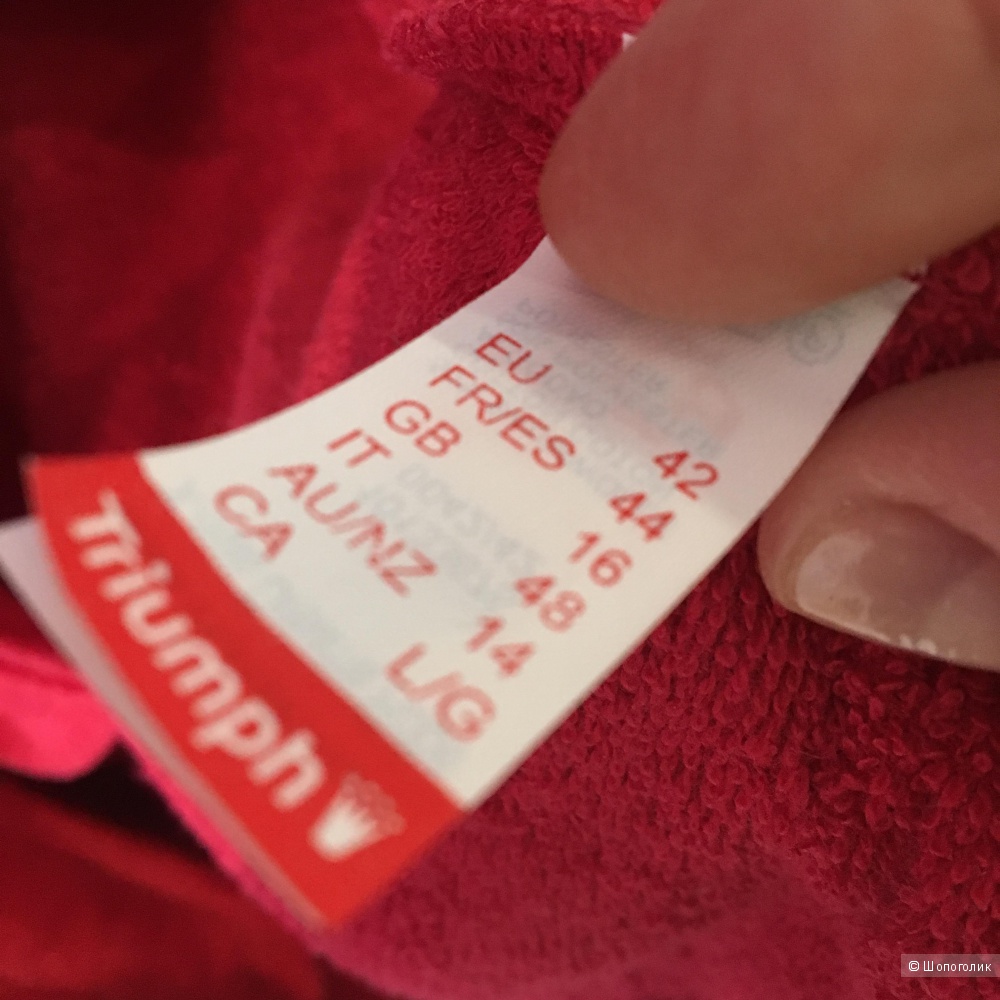 EU 42
FR/ES 44
GB 16
IT 48
AU/NZ 14
CA L/G
Triumph
© Шопоголик